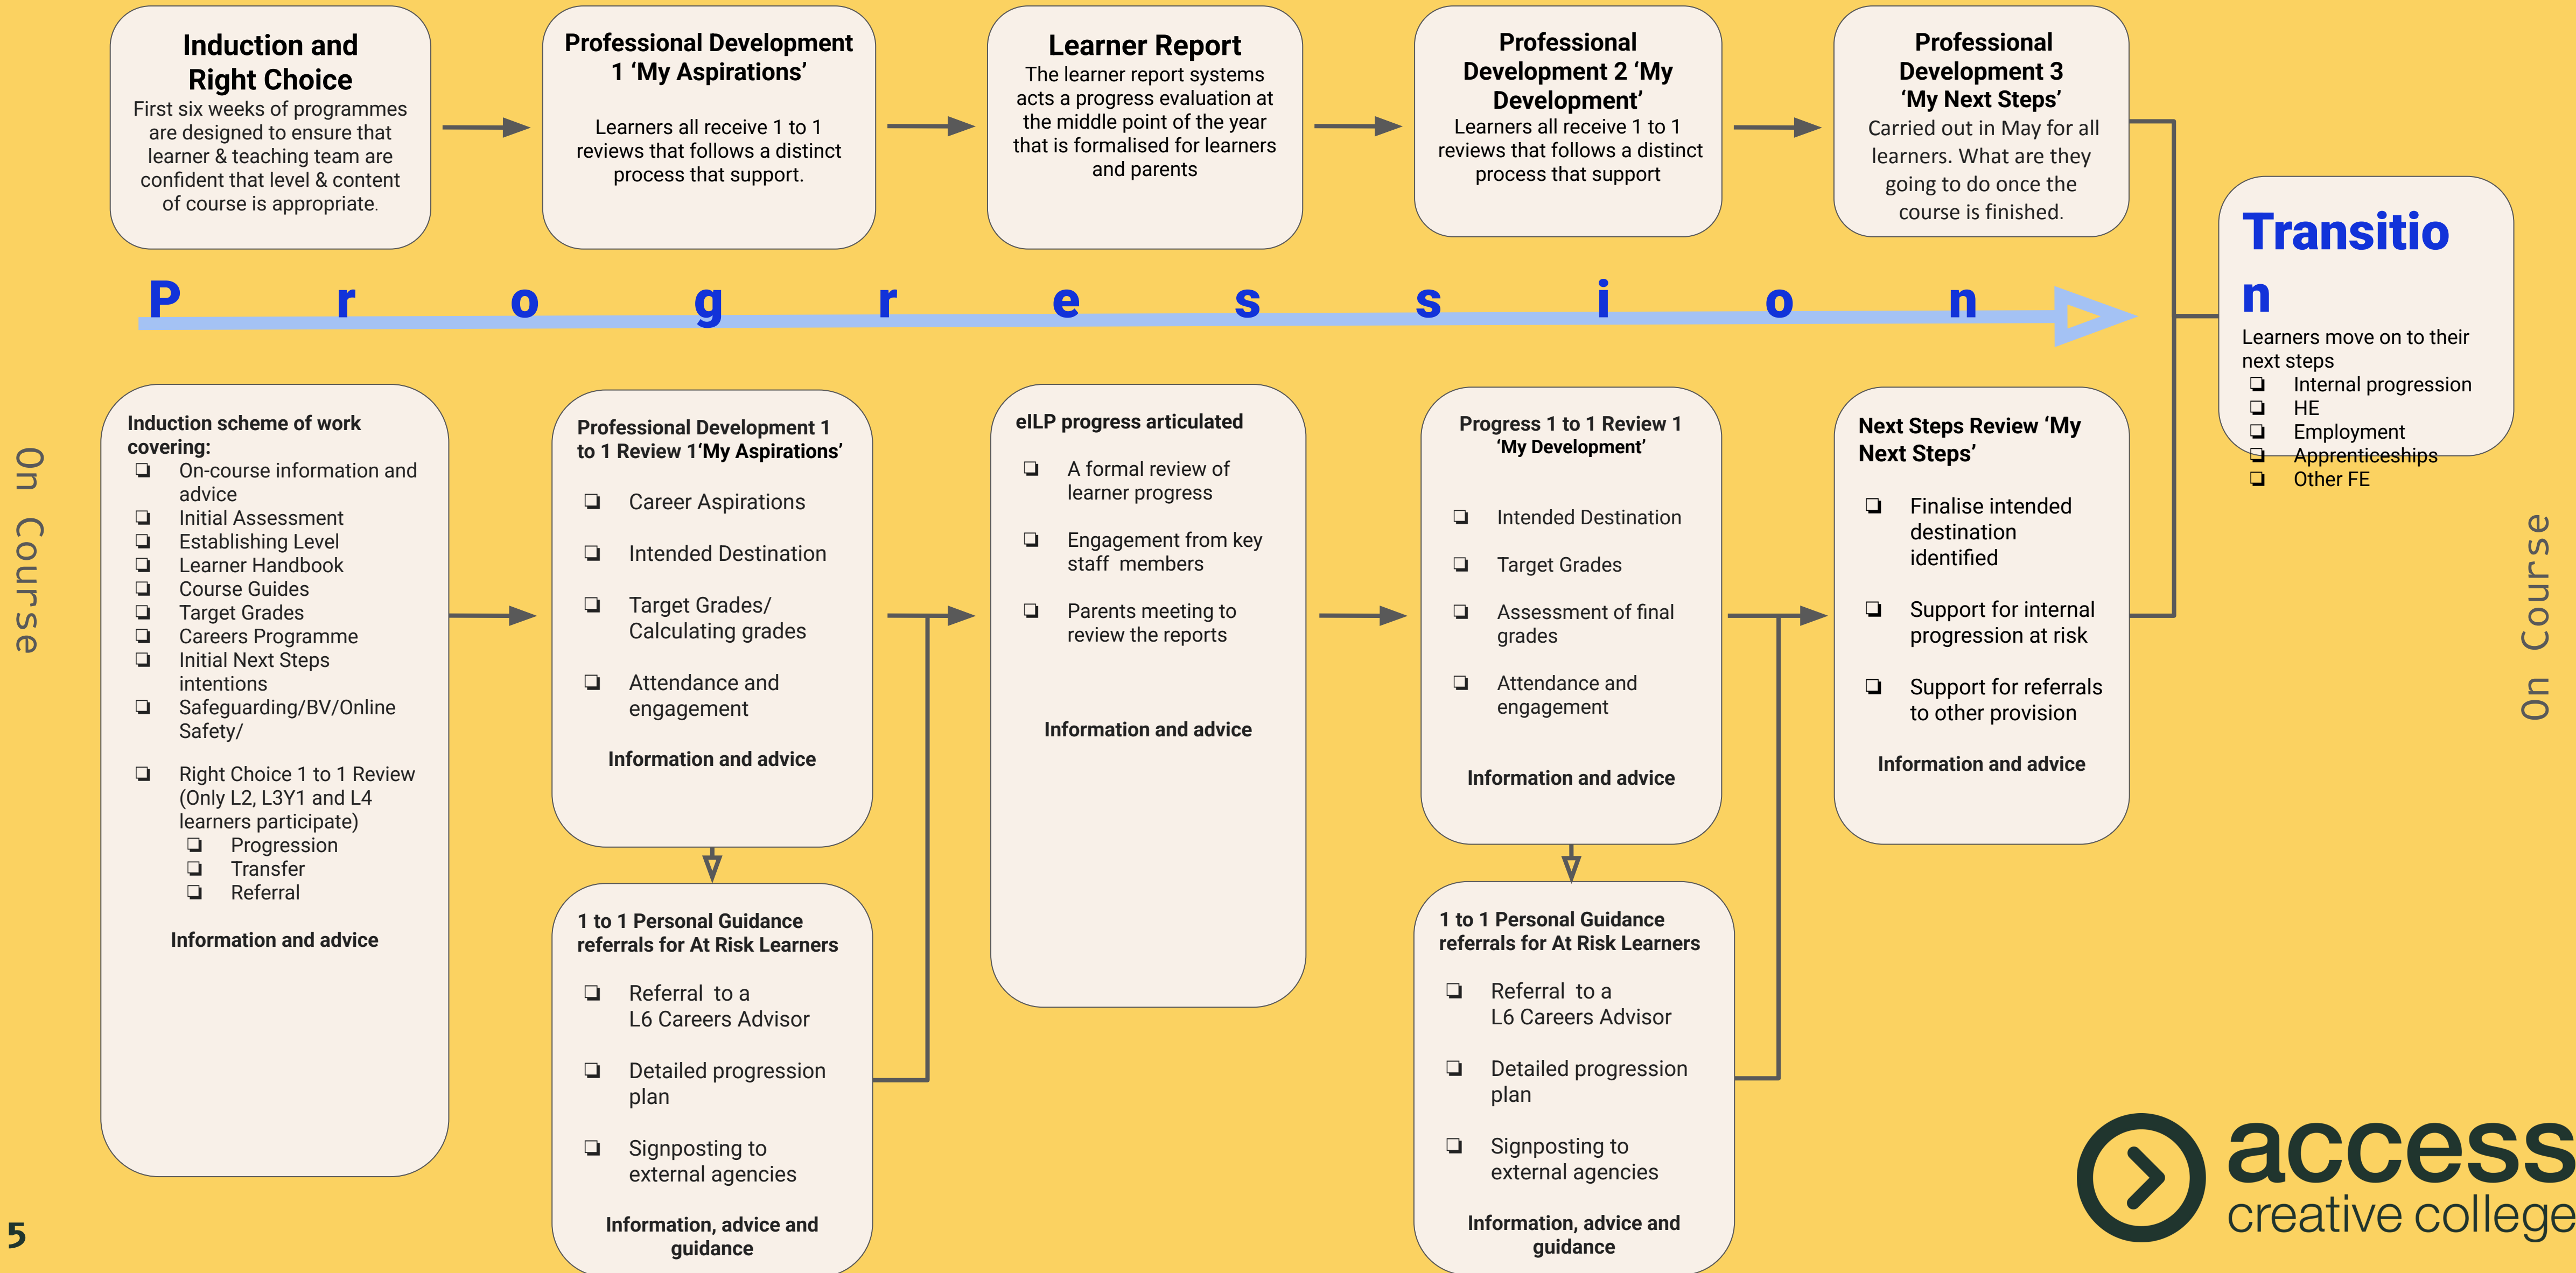 Induction and
Right Choice
First six weeks of programmes
are designed to ensure that
learner & teaching team are
confident that level & content
of course is appropriate.
Professional Development
1 ‘My Aspirations’
Learners all receive 1 to 1
reviews that follows a distinct
process that support.
Learner Report
The learner report systems
acts a progress evaluation at
the middle point of the year
that is formalised for learners
and parents
Professional
Development 2 ‘My
Development’
Learners all receive 1 to 1
reviews that follows a distinct
process that support
Professional
Development 3
‘My Next Steps’
Carried out in May for all
learners. What are they
going to do once the
course is finished.
Transitio
n
Learners move on to their
next steps
❏ Internal progression
❏ HE
❏ Employment
❏ Apprenticeships
❏ Other FE
P r o g r e s s i o n
On Course
Induction scheme of work
covering:
❏ On-course information and
advice
❏ Initial Assessment
❏ Establishing Level
❏ Learner Handbook
❏ Course Guides
❏ Target Grades
❏ Careers Programme
❏ Initial Next Steps
intentions
❏ Safeguarding/BV/Online
Safety/
❏ Right Choice 1 to 1 Review
(Only L2, L3Y1 and L4
learners participate)
❏ Progression
❏ Transfer
❏ Referral
Information and advice
Professional Development 1
to 1 Review 1‘My Aspirations’
❏ Career Aspirations
❏ Intended Destination
❏ Target Grades/
Calculating grades
❏ Attendance and
engagement
Information and advice
1 to 1 Personal Guidance
referrals for At Risk Learners
❏ Referral  to a
L6 Careers Advisor
❏ Detailed progression
plan
❏ Signposting to
external agencies
Information, advice and
guidance
eILP progress articulated
❏ A formal review of
learner progress
❏ Engagement from key
staff  members
❏ Parents meeting to
review the reports
Information and advice
Progress 1 to 1 Review 1
‘My Development’
❏ Intended Destination
❏ Target Grades
❏ Assessment of final
grades
❏ Attendance and
engagement
Information and advice
1 to 1 Personal Guidance
referrals for At Risk Learners
❏ Referral  to a
L6 Careers Advisor
❏ Detailed progression
plan
❏ Signposting to
external agencies
Information, advice and
guidance
Next Steps Review ‘My
Next Steps’
❏ Finalise intended
destination
identified
❏ Support for internal
progression at risk
❏ Support for referrals
to other provision
Information and advice
On Course
access
creative college
5